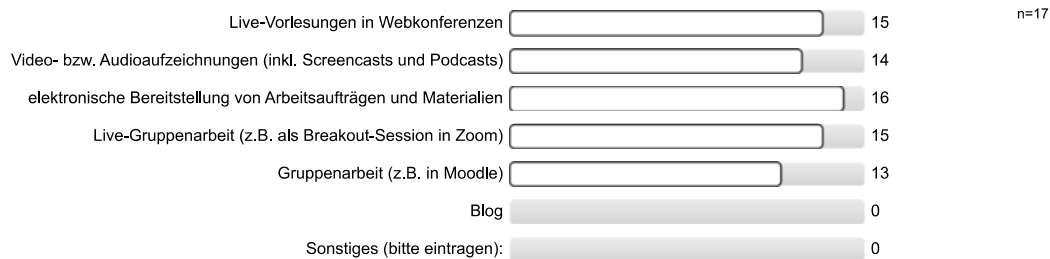 Live-Vorlesungen in Webkonferenzen 15 n=17
Video- bzw. Audioaufzeichnungen (inkl. Screencasts und Podcasts) 14
elektronische Bereitstellung von Arbeitsaufträgen und Materialien 16
Live-Gruppenarbeit (z.B. als Breakout-Session in Zoom) 15
Gruppenarbeit (z.B. in Moodle) 13
Blog 0
Sonstiges (bitte eintragen): 0